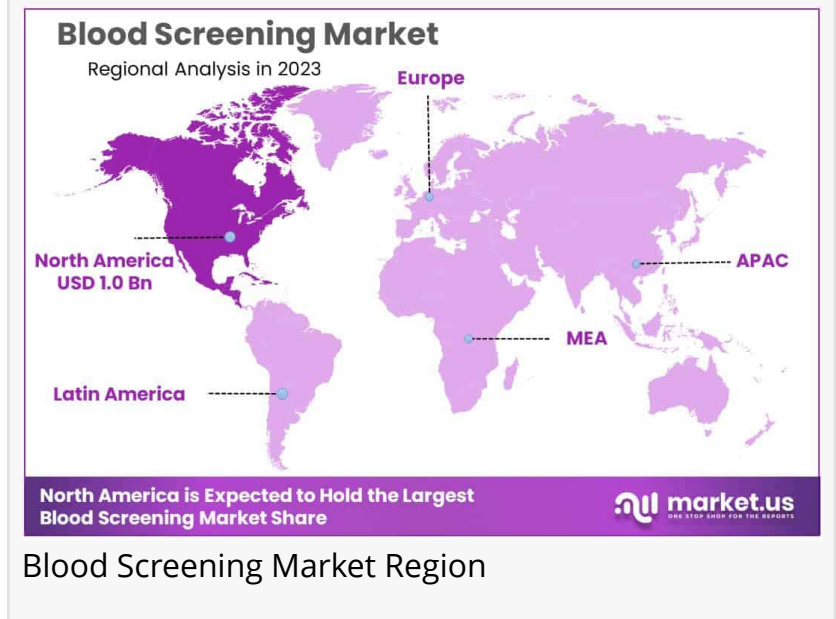 Blood Screening Market
Regional Analysis in 2023
Europe
North America
USD 1.0 Bn
APAC
MEA
Latin America
North America is Expected to Hold the Largest
Blood Screening Market Share
market.us
ONE STOP SHOP FOR THE REPORTS
Blood Screening Market Region